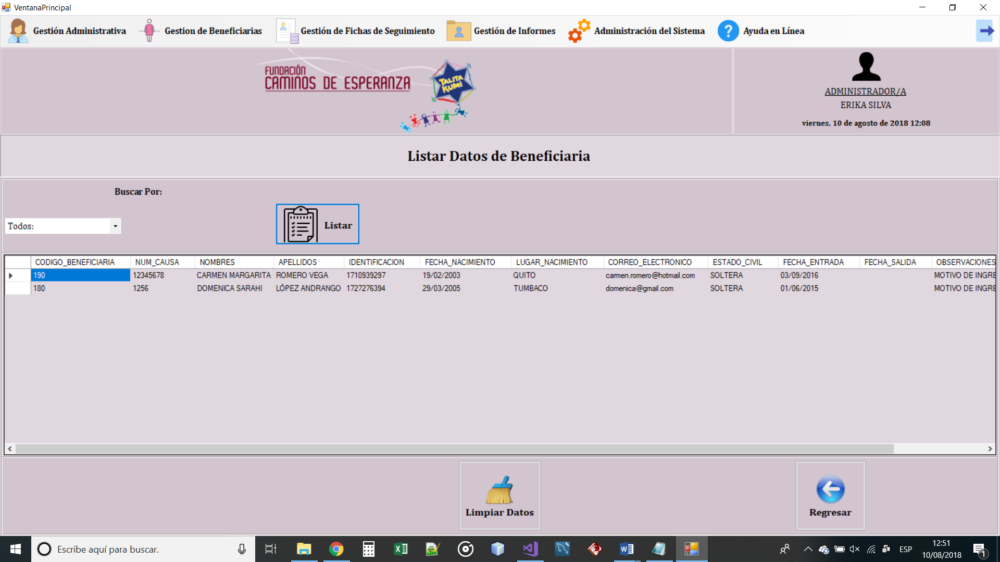 VentanaPrincipal
Gestión Administrativa
Gestion de Beneficiarias
Gestión de Fichas de Seguimiento
Gestión de Informes
Administración del Sistema
Ayuda en Línea
FUNDACIÓN
CAMINOS DE ESPERANZA
TALITA
KUMI
ADMINISTRADOR/A
ERIKA SILVA
viernes, 10 de agosto de 2018 12:08
Listar Datos de Beneficiaria
Buscar Por:
Todos:
Listar
CODIGO_BENEFICIARIA NUM_CAUSA NOMBRES APELLIDOS IDENTIFICACION FECHA_NACIMIENTO LUGAR_NACIMIENTO CORREO_ELECTRONICO ESTADO_CIVIL FECHA_ENTRADA FECHA_SALIDA OBSERVACIONES
190 12345678 CARMEN MARGARITA ROMERO VEGA 1710939297 19/02/2003 QUITO carmen.romero@hotmail.com SOLTERA 03/09/2016 MOTIVO DE INGRE
180 1256 DOMENICA SARAHI LÓPEZ ANDRANGO 1727276394 29/03/2005 TUMBACO domenica@gmail.com SOLTERA 01/06/2015 MOTIVO DE INGRE
Limpiar Datos
Regresar
Escribe aquí para buscar.
ESP
12:51
10/08/2018
1